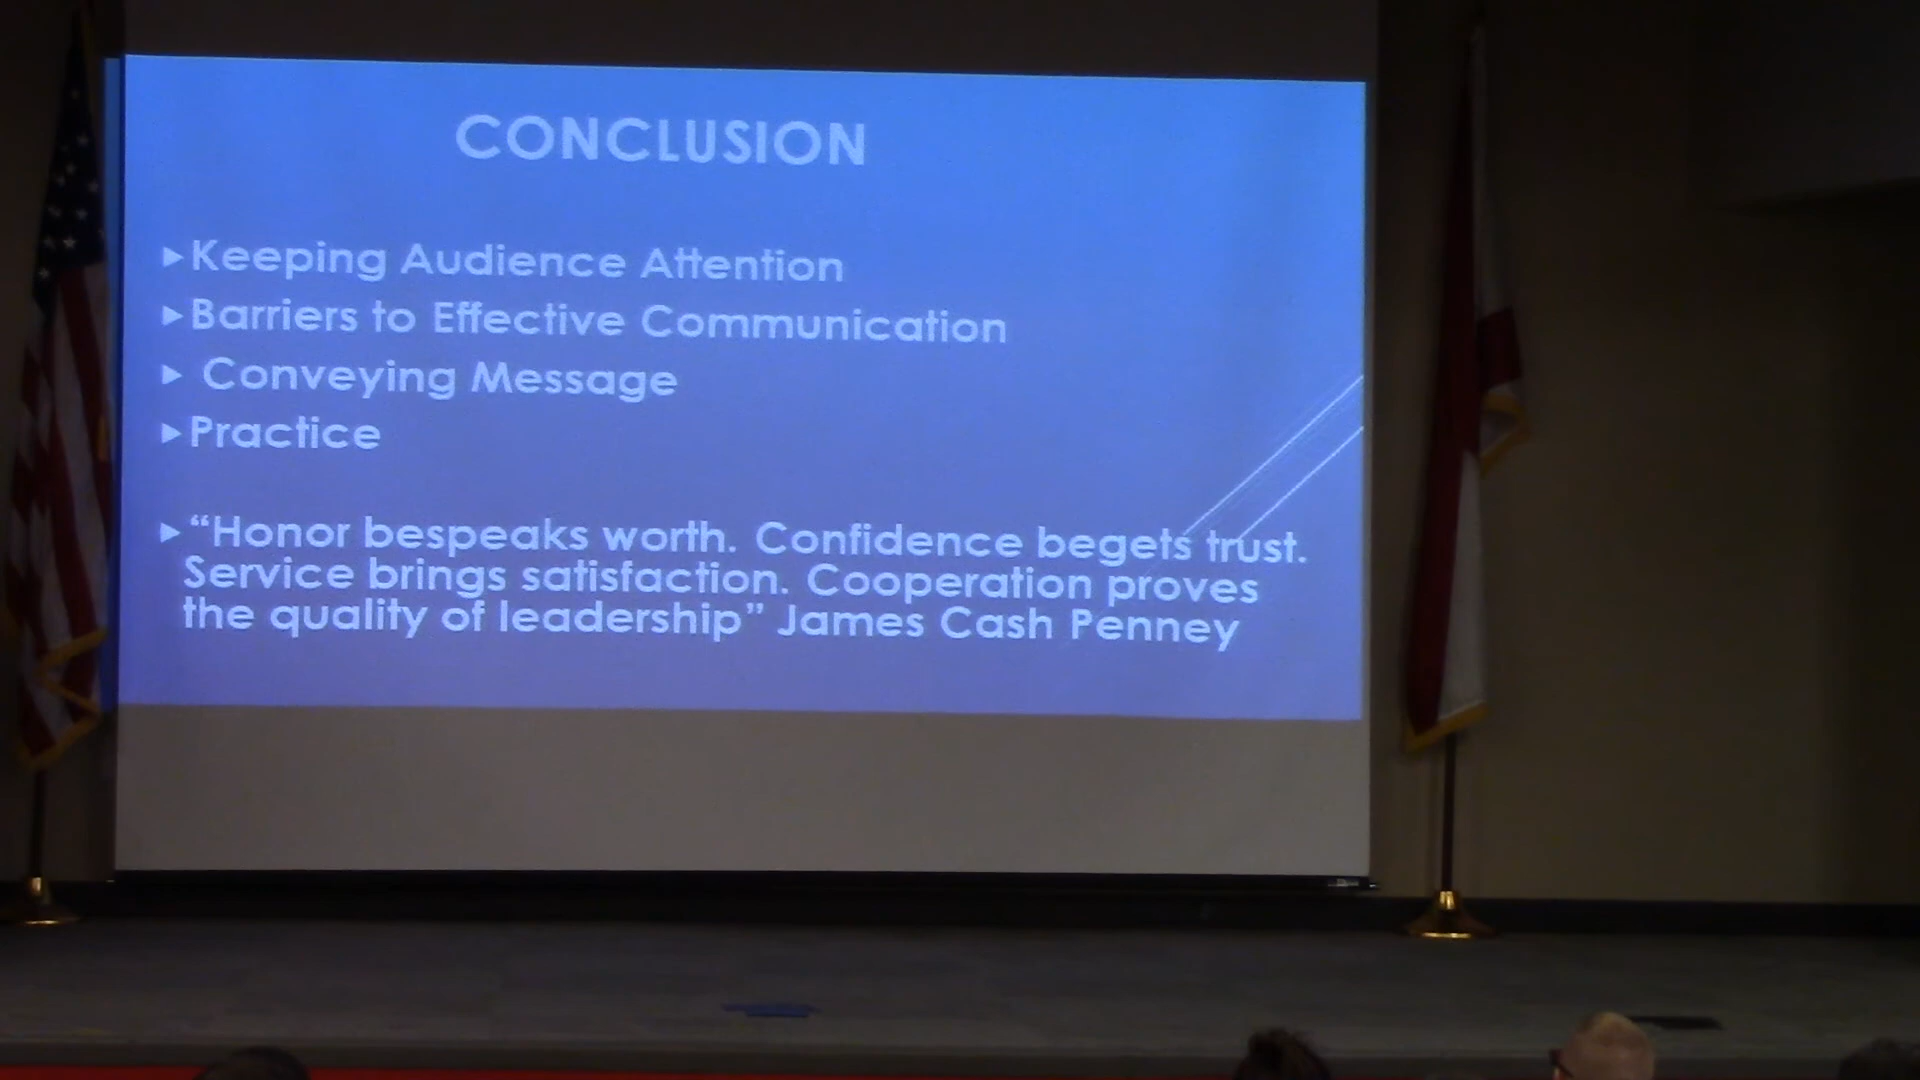 CONCLUSION
Keeping Audience Attention
Barriers to Effective Communication
Conveying Message
Practice
“Honor bespeaks worth. Confidence begets trust.
Service brings satisfaction. Cooperation proves
the quality of leadership” James Cash Penney